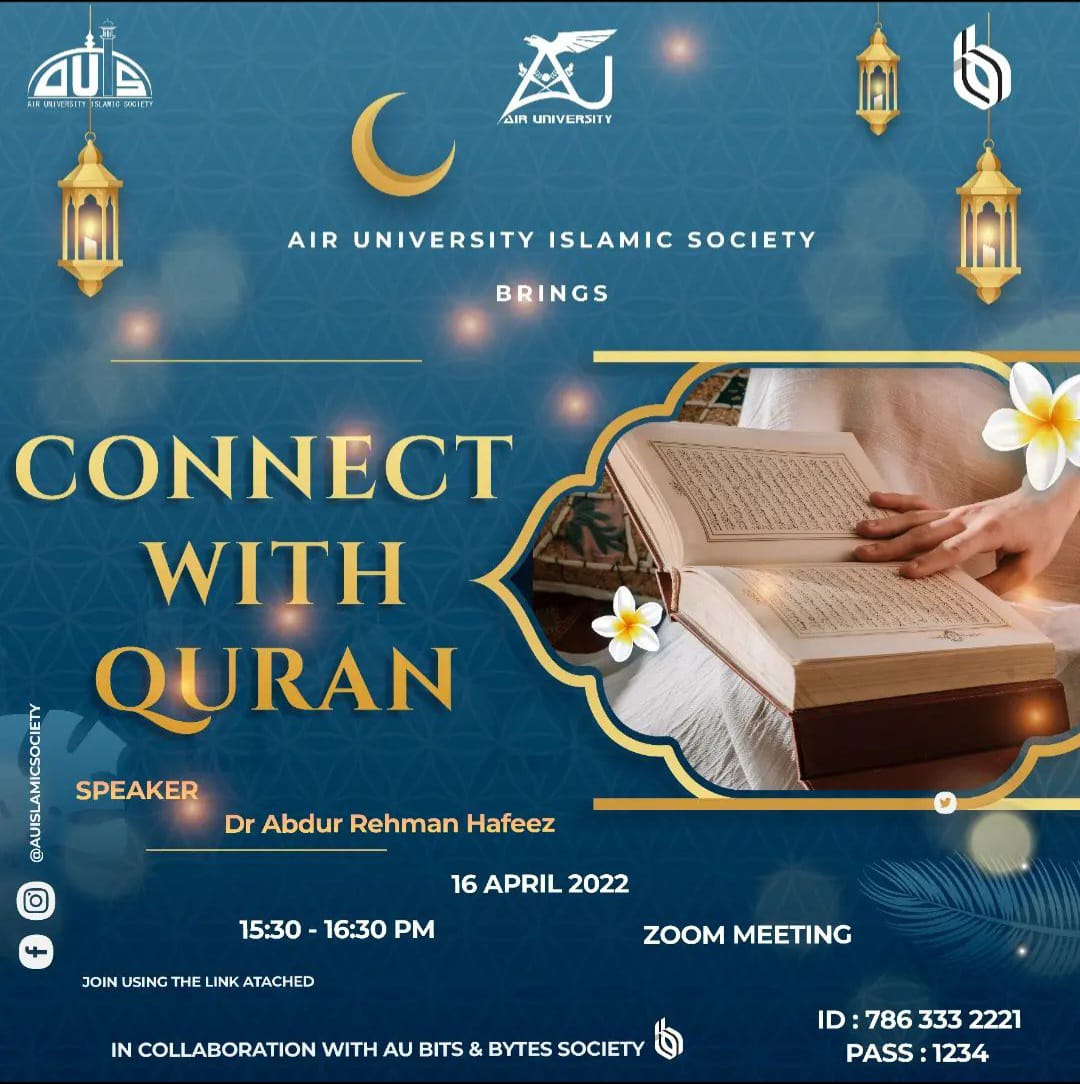 AUIS
AIR UNIVERSITY ISLAMIC SOCIETY
AU
AIR UNIVERSITY
AIR UNIVERSITY ISLAMIC SOCIETY
BRINGS
CONNECT
WITH
QURAN
SPEAKER
Dr Abdur Rehman Hafeez
@AUISLAMICSOCIETY
16 APRIL 2022
15:30 - 16:30 PM
ZOOM MEETING
JOIN USING THE LINK ATACHED
ID : 786 333 2221
PASS : 1234
IN COLLABORATION WITH AU BITS & BYTES SOCIETY